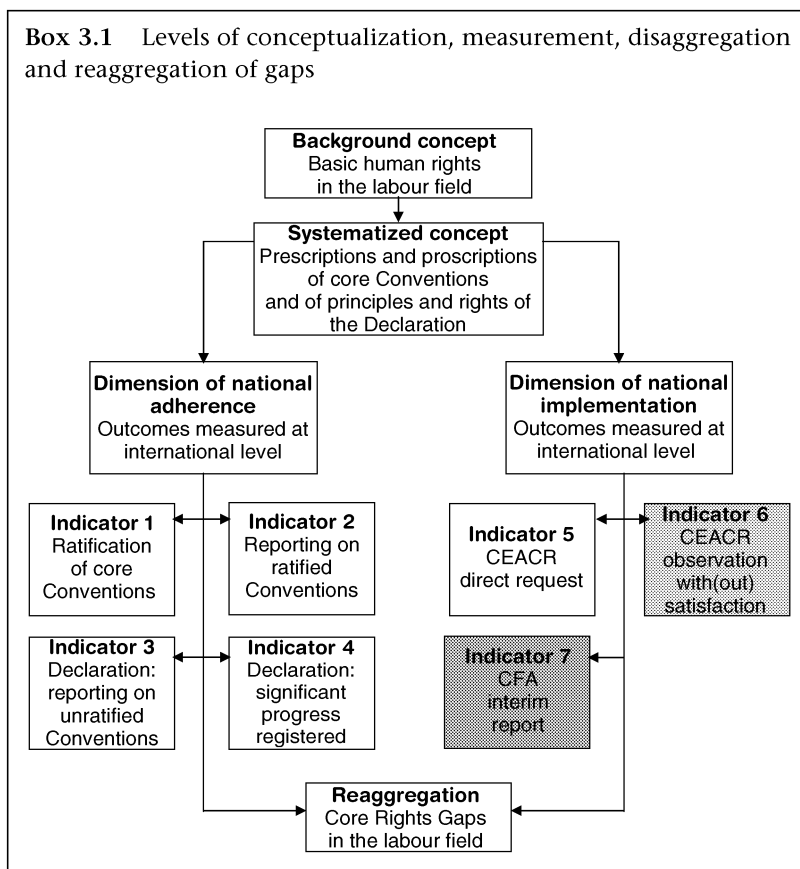 Box 3.1 Levels of conceptualization, measurement, disaggregation
and reaggregation of gaps
Background concept
Basic human rights
in the labour field
Systematized concept
Prescriptions and proscriptions
of core Conventions
and of principles and rights of
the Declaration
Dimension of national
adherence
Outcomes measured at
international level
Dimension of national
implementation
Outcomes measured at
international level
Indicator 1
Ratification
of core
Conventions
Indicator 2
Reporting on
ratified
Conventions
Indicator 5
CEACR
direct request
Indicator 6
CEACR
observation
with(out)
satisfaction
Indicator 3
Declaration:
reporting on
unratified
Conventions
Indicator 4
Declaration:
significant
progress
registered
Indicator 7
CFA
interim
report
Reaggregation
Core Rights Gaps
in the labour field